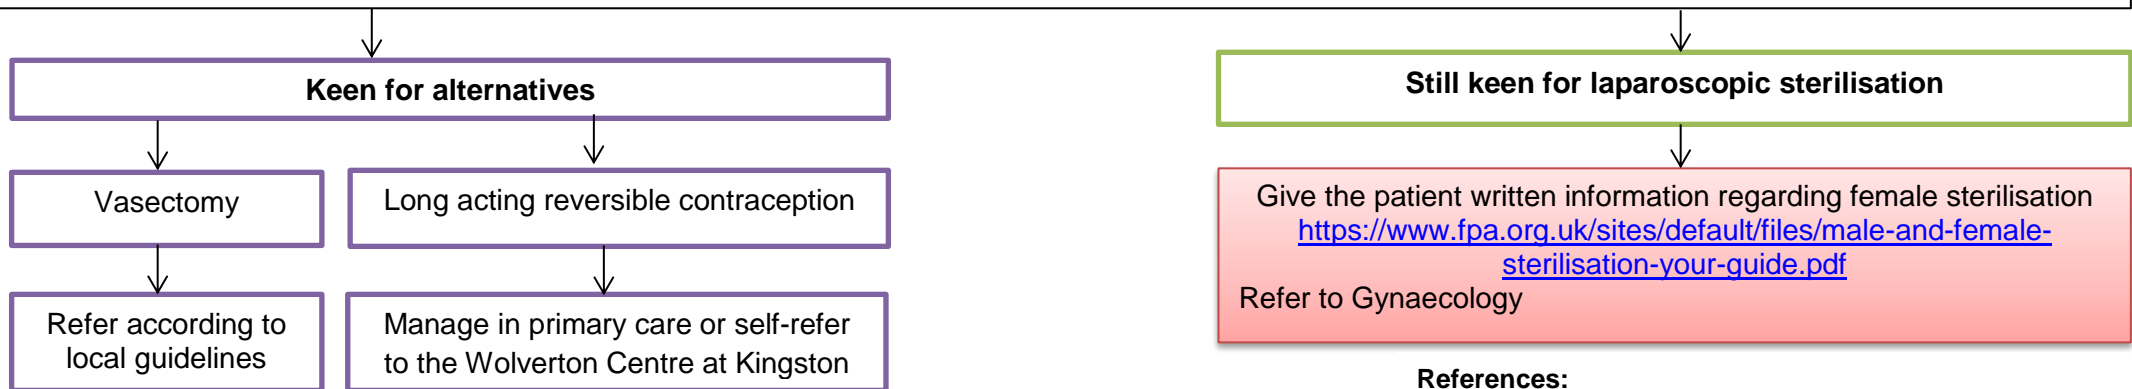 Keen for alternatives
Still keen for laparoscopic sterilisation
Vasectomy
Long acting reversible contraception
Give the patient written information regarding female sterilisation
https://www.fpa.org.uk/sites/default/files/male-and-female-
sterilisation-your-guide.pdf
Refer to Gynaecology
Refer according to
local guidelines
Manage in primary care or self-refer
to the Wolverton Centre at Kingston
References: